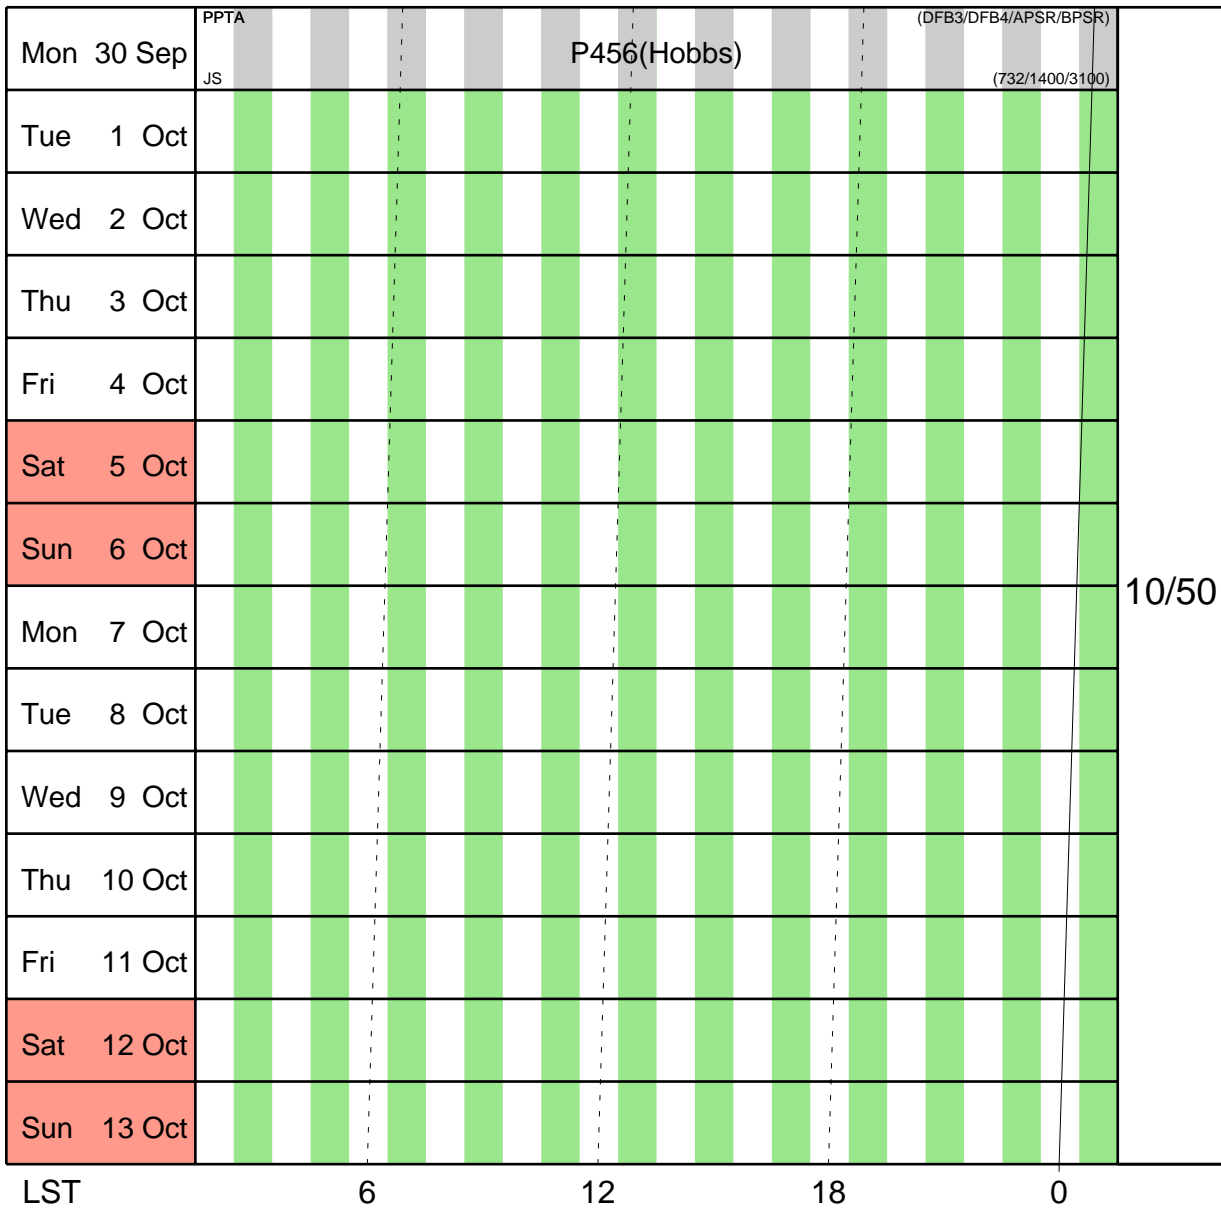 PPTA (DFB3/DFB4/APSR/BPSR)
Mon 30 Sep P456(Hobbs)
JS (732/1400/3100)
Tue 1 Oct
Wed 2 Oct
Thu 3 Oct
Fri 4 Oct
Sat 5 Oct
Sun 6 Oct
10/50
Mon 7 Oct
Tue 8 Oct
Wed 9 Oct
Thu 10 Oct
Fri 11 Oct
Sat 12 Oct
Sun 13 Oct
LST 6 12 18 0